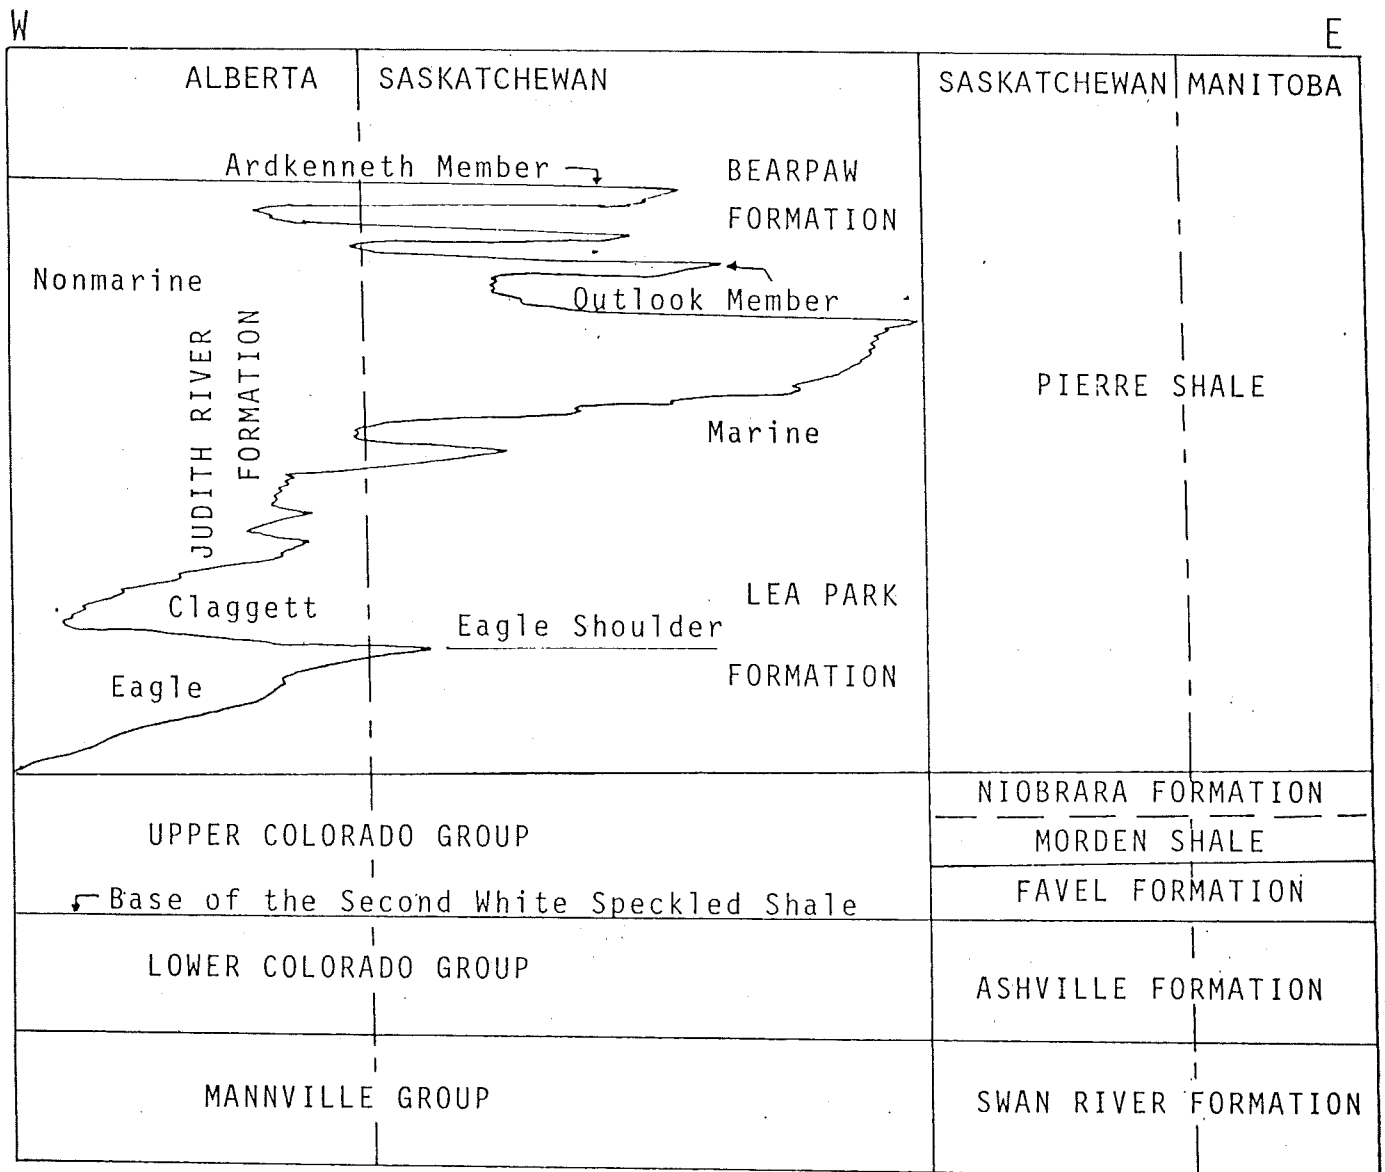 W
E
ALBERTA
SASKATCHEWAN
SASKATCHEWAN
MANITOBA
Ardkenneth Member
BEARPAW
FORMATION
Nonmarine
Outlook Member
JUDITH RIVER
FORMATION
PIERRE SHALE
Marine
Claggett
LEA PARK
FORMATION
Eagle Shoulder
Eagle
NIOBRARA FORMATION
UPPER COLORADO GROUP
MORDEN SHALE
Base of the Second White Speckled Shale
FAVEL FORMATION
LOWER COLORADO GROUP
ASHVILLE FORMATION
MANNVILLE GROUP
SWAN RIVER FORMATION